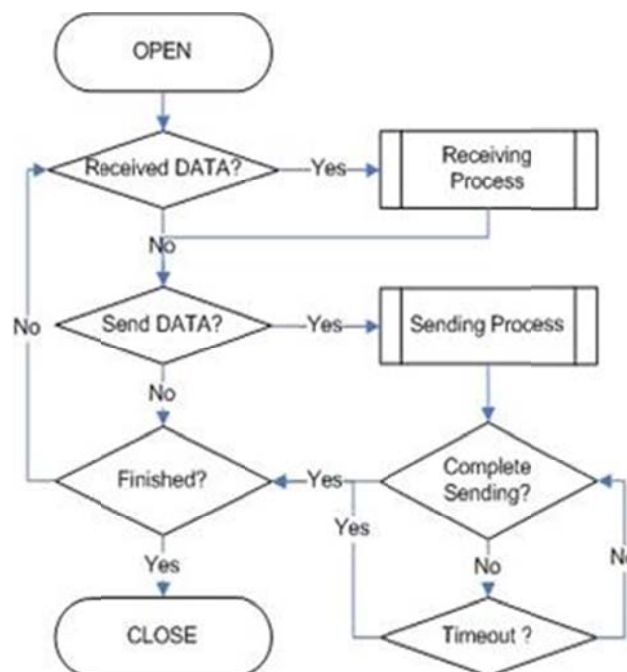 OPEN
Received DATA?
Yes
Receiving
Process
No
Send DATA?
Yes
Sending Process
No
No
Finished?
Yes
Complete
Sending?
Yes
No
No
Yes
CLOSE
Timeout ?